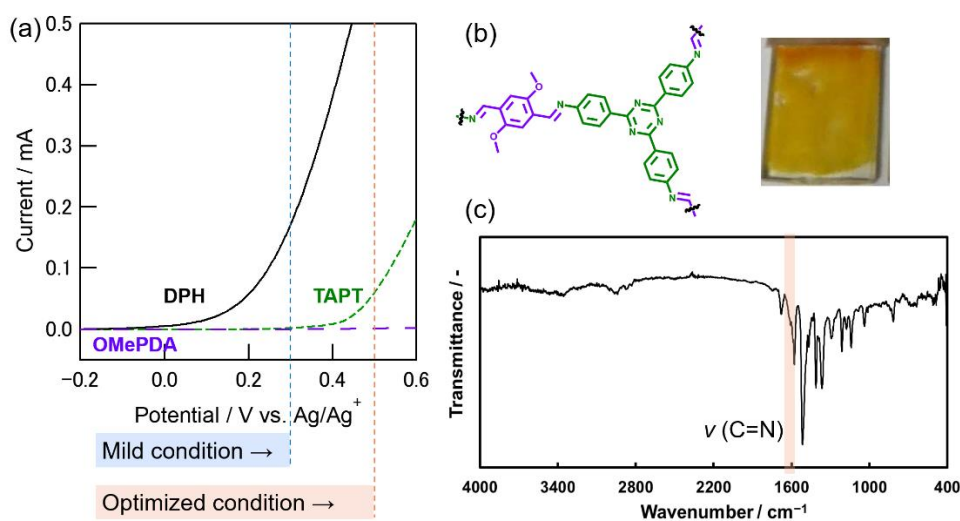 (a)
0.5
0.4
0.3
0.2
0.1
0.0
Current / mA
DPH
TAPT
OMePDA
−0.2
0.0
0.2
0.4
0.6
Potential / V vs. Ag/Ag+
Mild condition →
Optimized condition →
(b)
O
O
N
N
N
N
N
N
N
N
(c)
Transmittance / -
ν (C=N)
4000
3400
2800
2200
1600
1000
400
Wavenumber / cm−1